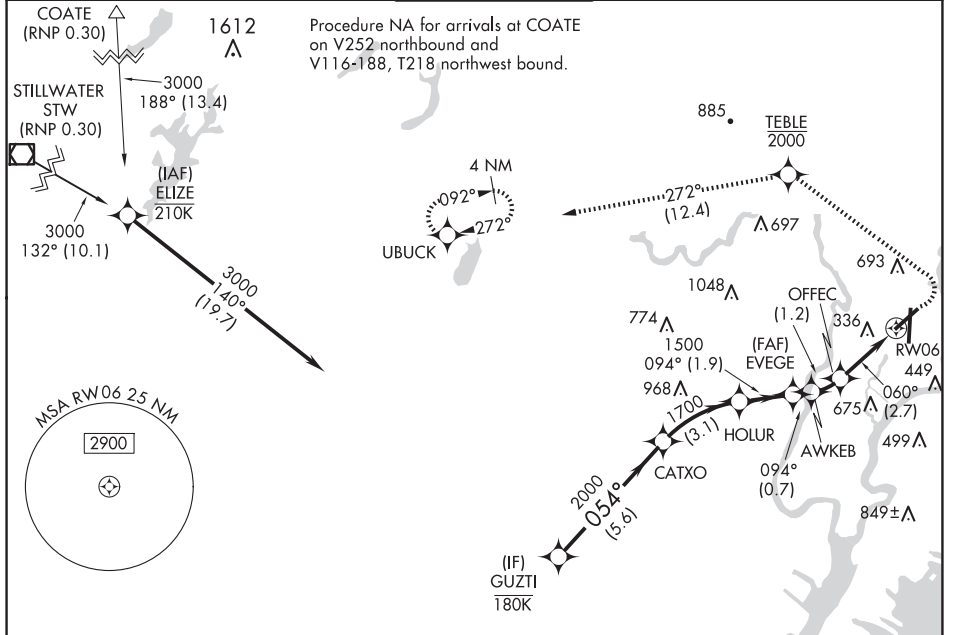 COATE
(RNP 0.30)
1612
Procedure NA for arrivals at COATE
on V252 northbound and
V116-188, T218 northwest bound.
3000
188° (13.4)
STILLWATER
STW
(RNP 0.30)
(IAF)
ELIZE
210K
3000
132° (10.1)
3000
140°
(19.7)
4 NM
092°
272°
UBUCK
885
TEBLE
2000
272°
(12.4)
697
693
1048
OFFEC
(1.2)
336
774
1500
094° (1.9)
(FAF)
EVEGE
RW06
449
968
060°
(2.7)
1700
(3.1)
HOLUR
675
AWKEB
499
CATXO
094°
(0.7)
849±
2000
054°
(5.6)
(IF)
GUZTI
180K
MSA RW06 25 NM
2900